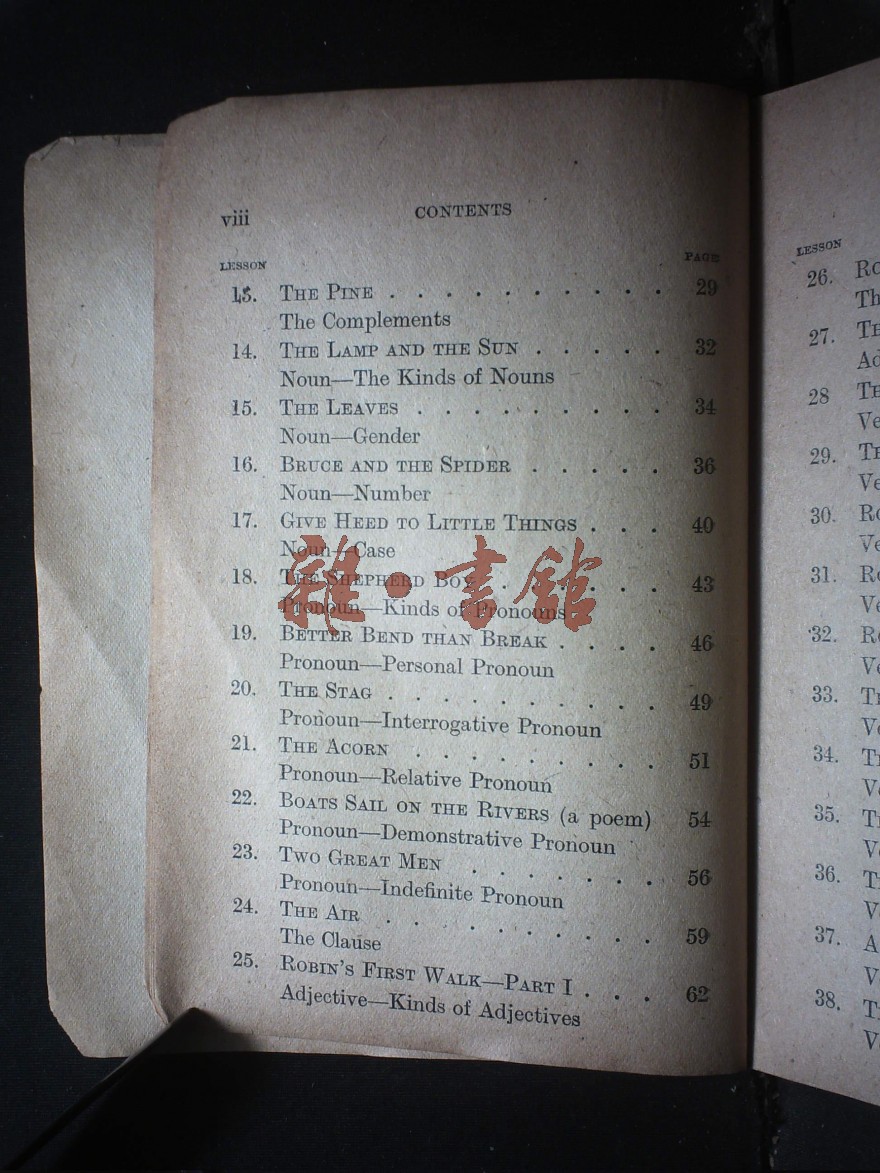 viii CONTENTS
LESSON PAGE
13. THE PINE . . . . . . . . . . 29
The Complements
14. THE LAMP AND THE SUN . . . . . 32
Noun—The Kinds of Nouns
15. THE LEAVES . . . . . . . . . 34
Noun—Gender
16. BRUCE AND THE SPIDER . . . . . 36
Noun—Number
17. GIVE HEED TO LITTLE THINGS . . . 40
Noun—Case
18. THE SHEPHERD BOY . . . . . 43
Pronoun—Kinds of Pronouns
19. BETTER BEND THAN BREAK . . . . 46
Pronoun—Personal Pronoun
20. THE STAG . . . . . . . . . . 49
Pronoun—Interrogative Pronoun
21. THE ACORN . . . . . . . . . 51
Pronoun—Relative Pronoun
22. BOATS SAIL ON THE RIVERS (a poem) 54
Pronoun—Demonstrative Pronoun
23. TWO GREAT MEN . . . . . . . 56
Pronoun—Indefinite Pronoun
24. THE AIR . . . . . . . . . . 59
The Clause
25. ROBIN'S FIRST WALK—PART I . . . 62
Adjective—Kinds of Adjectives
雜·書館
LESSON
26.
27.
28
29.
30.
31.
32.
33.
34.
35.
36.
37. A
38.